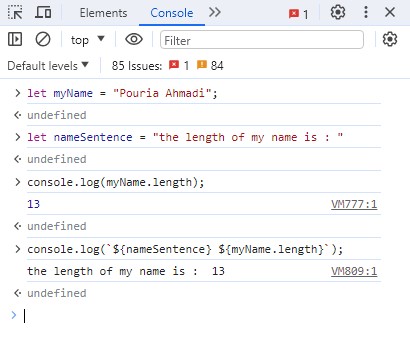 Elements Console >> 1
top Filter
Default levels 85 Issues: 1 84
> let myName = "Pouria Ahmadi";
<· undefined
> let nameSentence = "the length of my name is : "
<· undefined
> console.log(myName.length);
13 VM777:1
<· undefined
> console.log(`${nameSentence} ${myName.length}`);
the length of my name is :  13 VM809:1
<· undefined
>